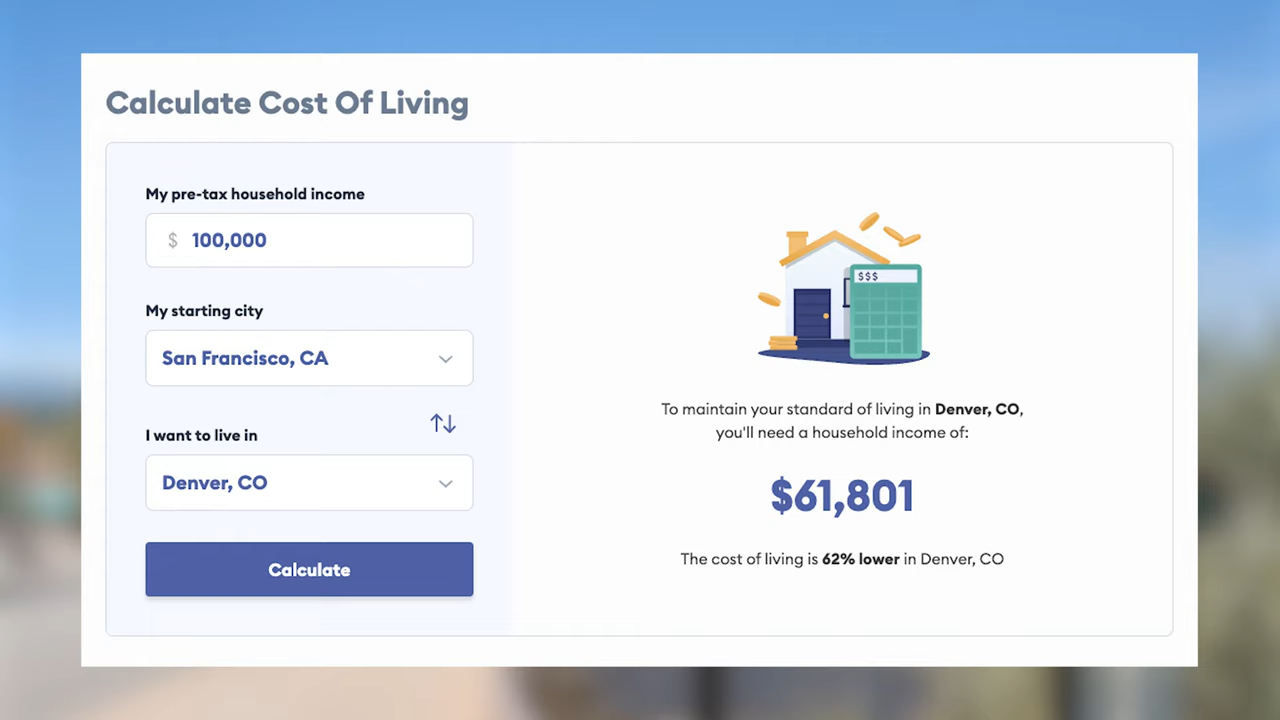 Calculate Cost Of Living
My pre-tax household income
$ 100,000
My starting city
San Francisco, CA
I want to live in
Denver, CO
Calculate
$$$
To maintain your standard of living in Denver, CO,
you'll need a household income of:
$61,801
The cost of living is 62% lower in Denver, CO